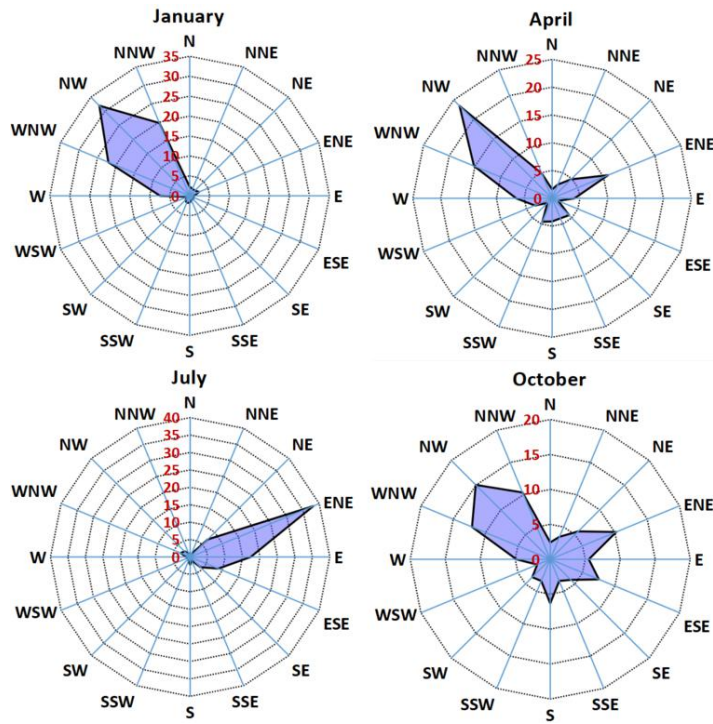 January
N
NNE
NE
ENE
E
ESE
SE
SSE
S
SSW
SW
WSW
W
WNW
NW
NNW
35
30
25
20
15
10
5
0
April
N
NNE
NE
ENE
E
ESE
SE
SSE
S
SSW
SW
WSW
W
WNW
NW
NNW
25
20
15
10
5
0
July
N
NNE
NE
ENE
E
ESE
SE
SSE
S
SSW
SW
WSW
W
WNW
NW
NNW
40
35
30
25
20
15
10
5
0
October
N
NNE
NE
ENE
E
ESE
SE
SSE
S
SSW
SW
WSW
W
WNW
NW
NNW
20
15
10
5
0